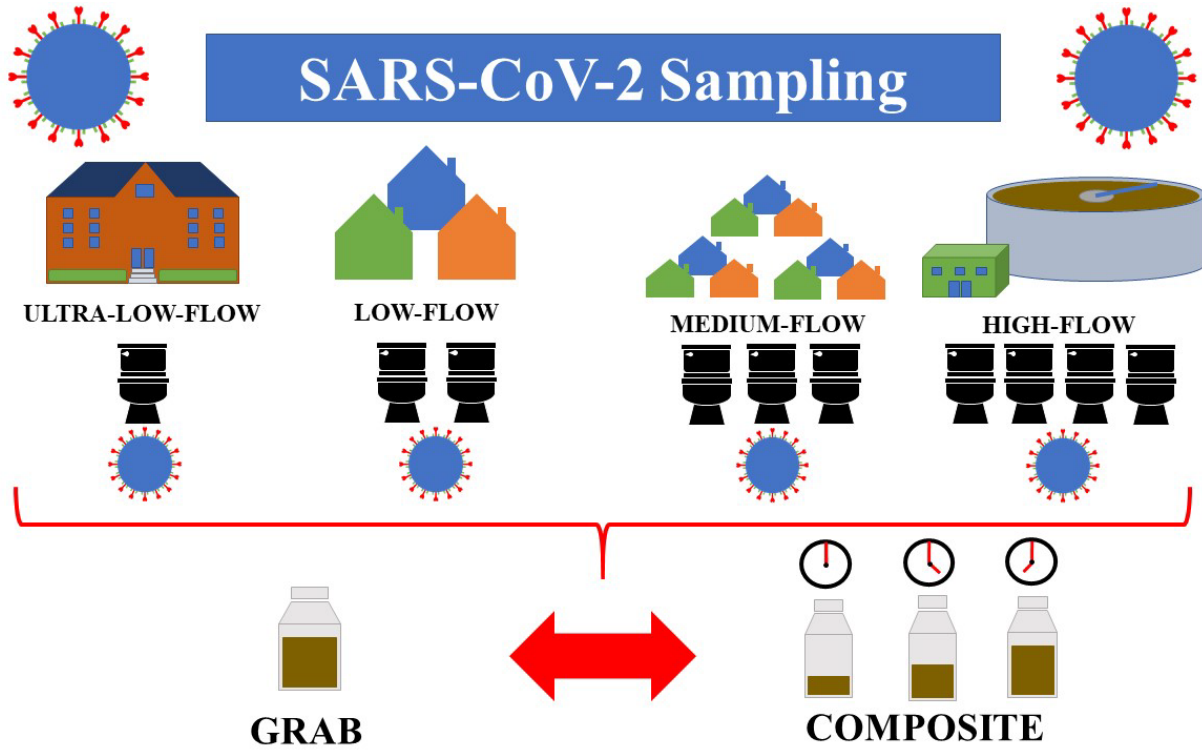 SARS-CoV-2 Sampling
ULTRA-LOW-FLOW
LOW-FLOW
MEDIUM-FLOW
HIGH-FLOW
GRAB
COMPOSITE